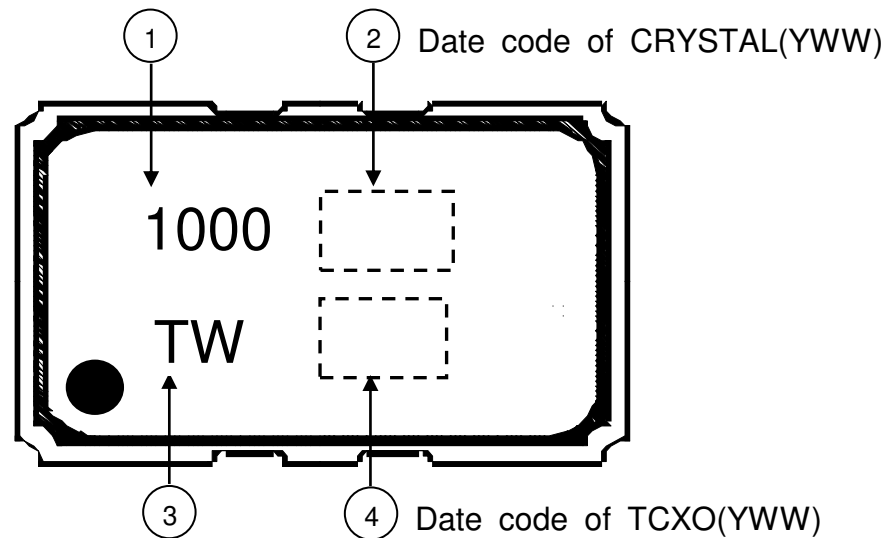 1 2 Date code of CRYSTAL(YWW)
1000
TW
3 4 Date code of TCXO(YWW)